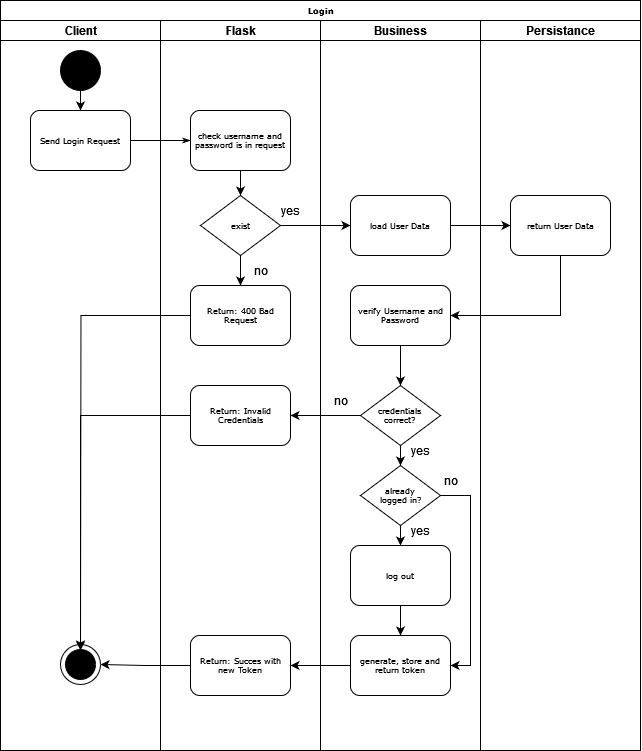 Login
Client
Flask
Business
Persistance
Send Login Request
check username and
password is in request
exist
yes
load User Data
return User Data
no
Return: 400 Bad
Request
verify Username and
Password
Return: Invalid
Credentials
no
credentials
correct?
yes
already
logged in?
no
yes
log out
Return: Succes with
new Token
generate, store and
return token